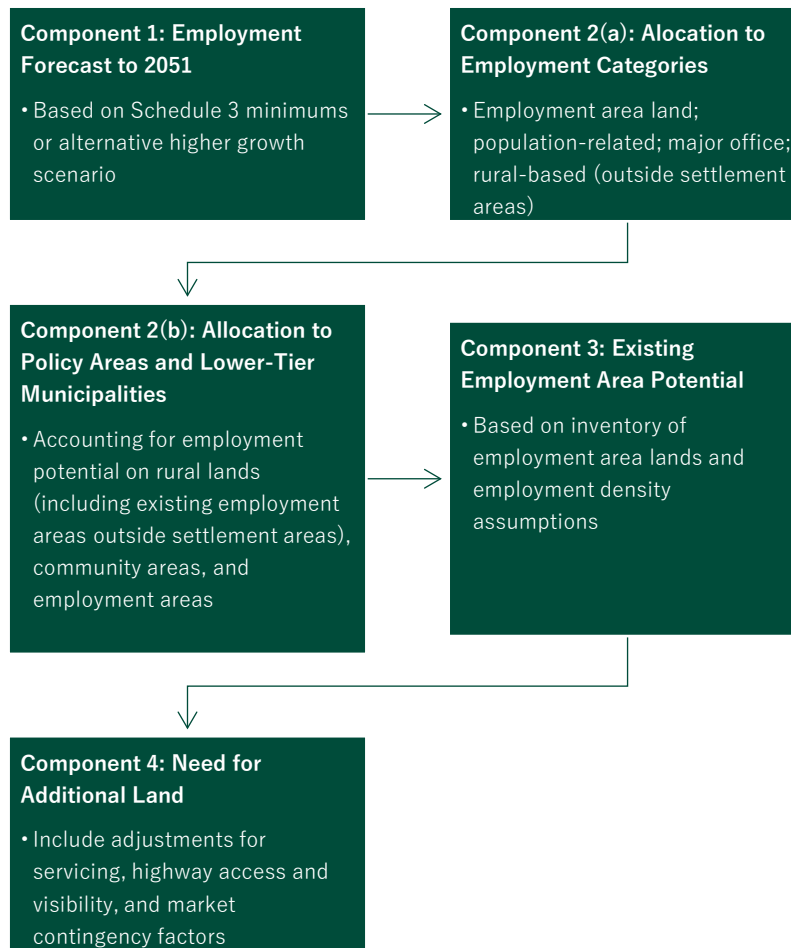 Component 1: Employment
Forecast to 2051
• Based on Schedule 3 minimums
or alternative higher growth
scenario
Component 2(a): Alocation to
Employment Categories
• Employment area land;
population-related; major office;
rural-based (outside settlement
areas)
Component 2(b): Allocation to
Policy Areas and Lower-Tier
Municipalities
• Accounting for employment
potential on rural lands
(including existing employment
areas outside settlement areas),
community areas, and
employment areas
Component 3: Existing
Employment Area Potential
• Based on inventory of
employment area lands and
employment density
assumptions
Component 4: Need for
Additional Land
• Include adjustments for
servicing, highway access and
visibility, and market
contingency factors